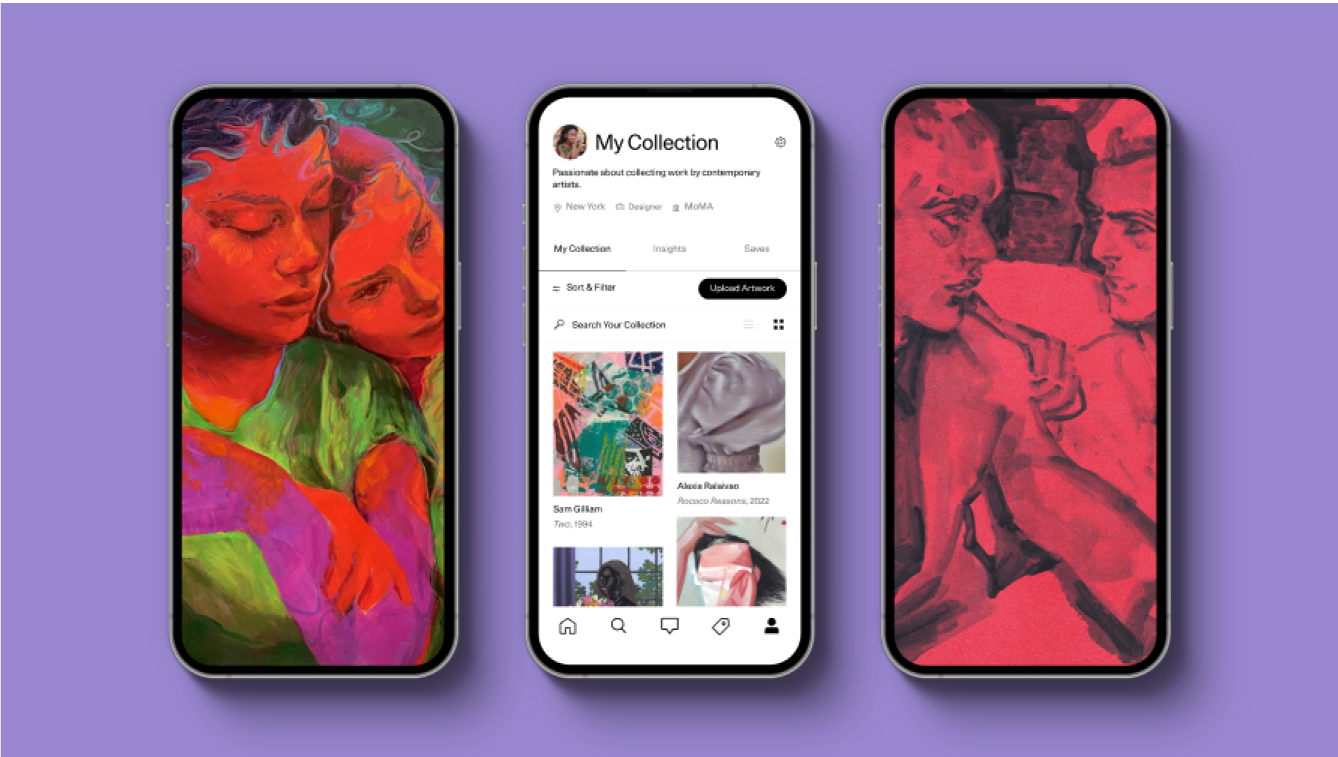 My Collection
Passionate about collecting work by contemporary
artists.
New York Designer MoMA
My Collection Insights Saves
Sort & Filter Upload Artwork
Search Your Collection
Sam Gilliam
Two, 1994
Alexis Ralaivao
Rococo Reasons, 2022